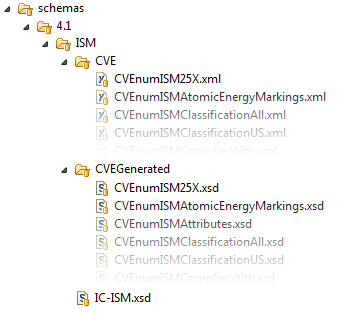 schemas
4.1
ISM
CVE
CVEnumISM25X.xml
CVEnumISMAtomicEnergyMarkings.xml
CVEnumISMClassificationAll.xml
CVEnumISMClassificationUS.xml
CVEnumISMCompliesWith.xml
CVEGenerated
CVEnumISM25X.xsd
CVEnumISMAtomicEnergyMarkings.xsd
CVEnumISMAttributes.xsd
CVEnumISMClassificationAll.xsd
CVEnumISMClassificationUS.xsd
CVEnumISMCompliesWith.xsd
IC-ISM.xsd